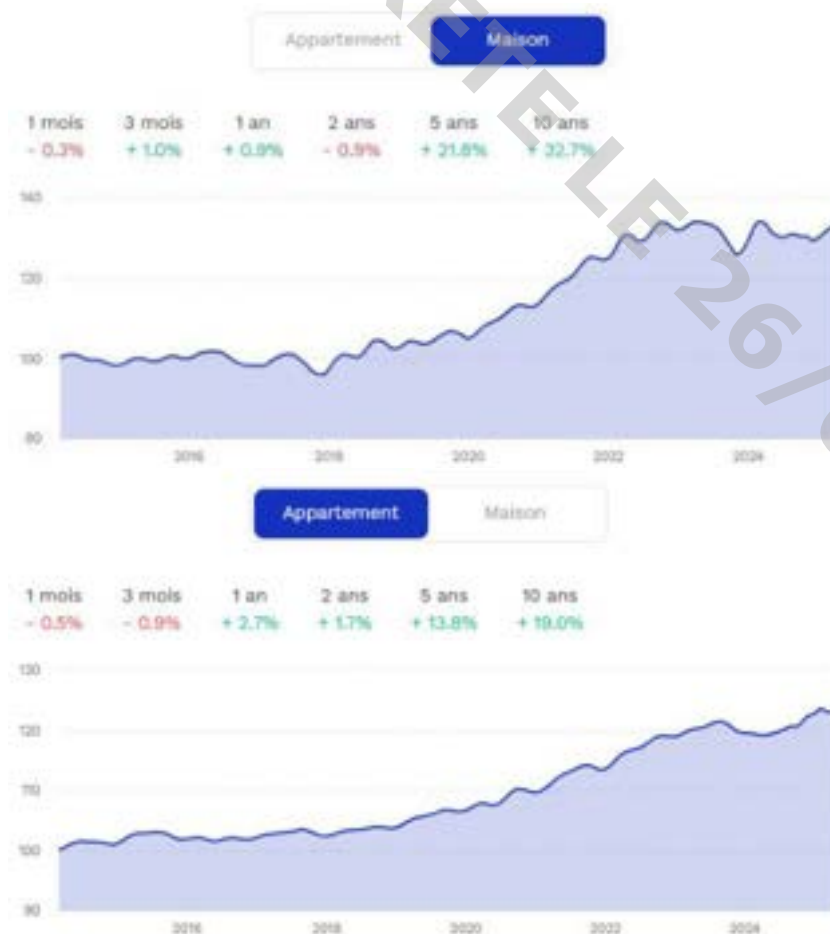 Appartement Maison
1 mois 3 mois 1 an 2 ans 5 ans 10 ans
- 0.3% + 1.0% + 0.9% - 0.9% + 21.8% + 32.7%
140
120
100
80
2016 2018 2020 2022 2024
Appartement Maison
1 mois 3 mois 1 an 2 ans 5 ans 10 ans
- 0.5% - 0.9% + 2.7% + 1.7% + 13.8% + 19.0%
130
120
110
100
90
2016 2018 2020 2022 2024
LE 26/